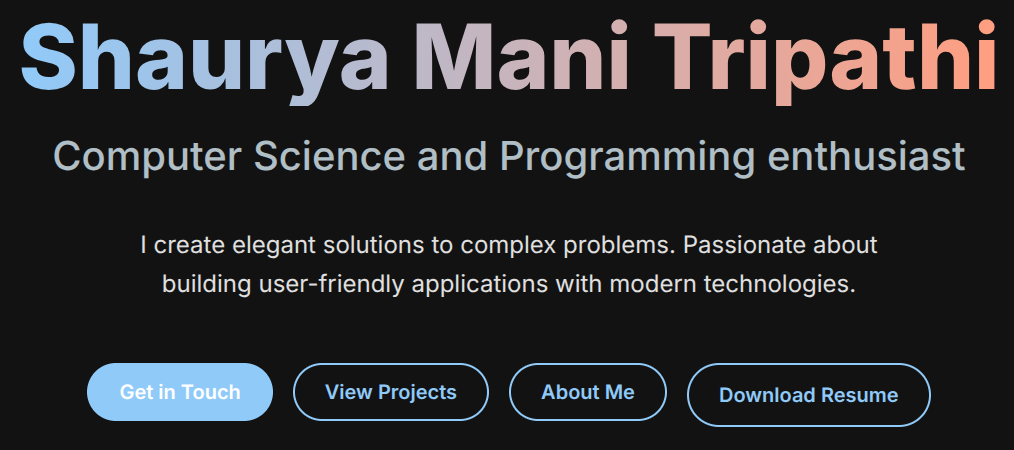 Shaurya Mani Tripathi
Computer Science and Programming enthusiast
I create elegant solutions to complex problems. Passionate about
building user-friendly applications with modern technologies.
Get in Touch
View Projects
About Me
Download Resume